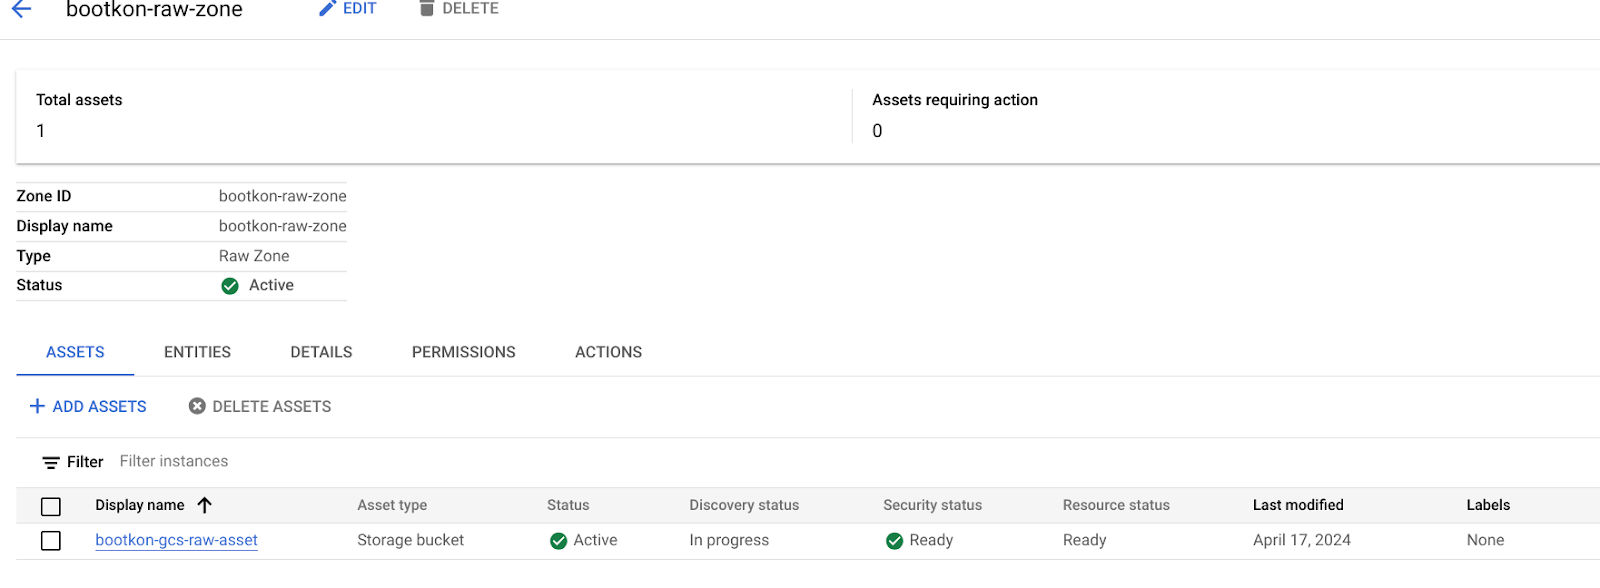 bootkon-raw-zone EDIT DELETE
Total assets Assets requiring action
1 0
Zone ID bootkon-raw-zone
Display name bootkon-raw-zone
Type Raw Zone
Status Active
ASSETS ENTITIES DETAILS PERMISSIONS ACTIONS
ADD ASSETS DELETE ASSETS
Filter Filter instances
Display name Asset type Status Discovery status Security status Resource status Last modified Labels
bootkon-gcs-raw-asset Storage bucket Active In progress Ready Ready April 17, 2024 None